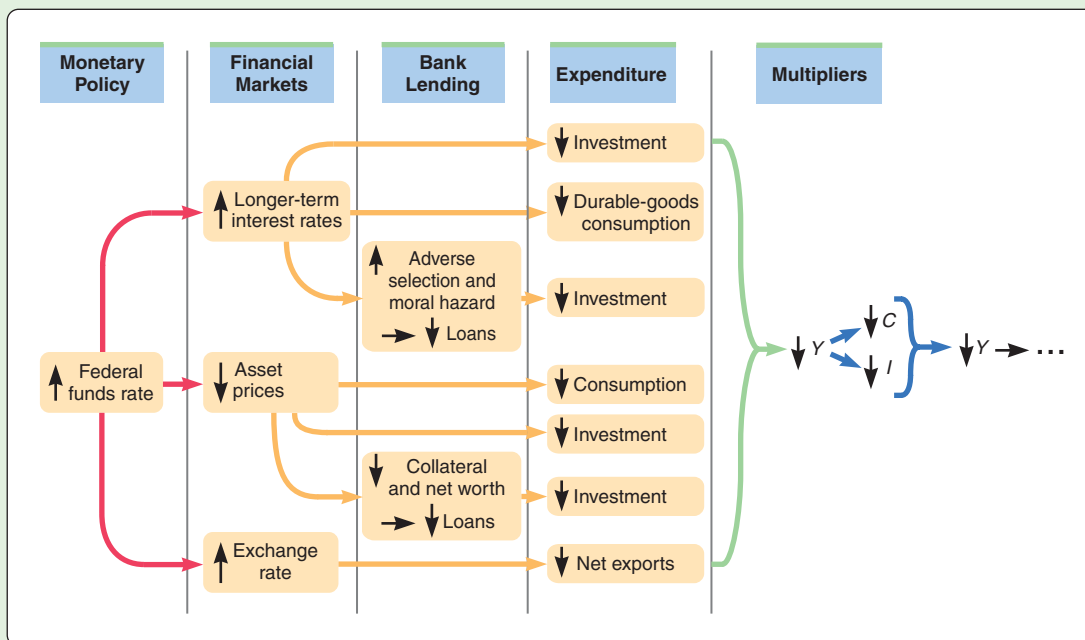 Monetary
Policy
Financial
Markets
Bank
Lending
Expenditure
Multipliers
Federal
funds rate
Longer-term
interest rates
Asset
prices
Exchange
rate
Adverse
selection and
moral hazard
Loans
Collateral
and net worth
Loans
Investment
Durable-goods
consumption
Investment
Consumption
Investment
Investment
Net exports
Y
C
I
Y
...